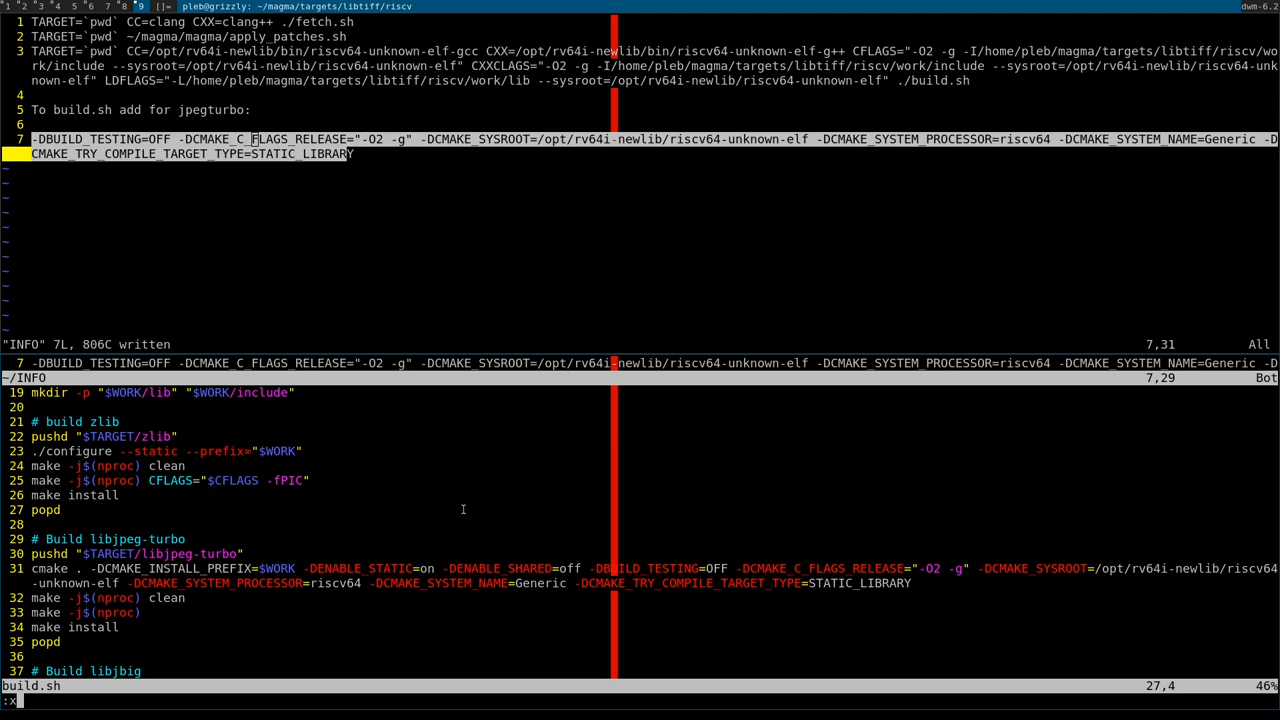 1 2 3 4 5 6 7 8 9 []= pleb@grizzly: ~/magma/targets/libtiff/riscv dwm-6.2
1 TARGET=`pwd` CC=clang CXX=clang++ ./fetch.sh
2 TARGET=`pwd` ~/magma/magma/apply_patches.sh
3 TARGET=`pwd` CC=/opt/rv64i-newlib/bin/riscv64-unknown-elf-gcc CXX=/opt/rv64i-newlib/bin/riscv64-unknown-elf-g++ CFLAGS="-O2 -g -I/home/pleb/magma/targets/libtiff/riscv/wo
rk/include --sysroot=/opt/rv64i-newlib/riscv64-unknown-elf" CXXCLAGS="-O2 -g -I/home/pleb/magma/targets/libtiff/riscv/work/include --sysroot=/opt/rv64i-newlib/riscv64-unk
nown-elf" LDFLAGS="-L/home/pleb/magma/targets/libtiff/riscv/work/lib --sysroot=/opt/rv64i-newlib/riscv64-unknown-elf" ./build.sh
4
5 To build.sh add for jpegturbo:
6
7 -DBUILD_TESTING=OFF -DCMAKE_C_FLAGS_RELEASE="-O2 -g" -DCMAKE_SYSROOT=/opt/rv64i-newlib/riscv64-unknown-elf -DCMAKE_SYSTEM_PROCESSOR=riscv64 -DCMAKE_SYSTEM_NAME=Generic -D
CMAKE_TRY_COMPILE_TARGET_TYPE=STATIC_LIBRARY
~
~
~
~
~
~
~
~
~
~
~
~
"INFO" 7L, 806C written 7,31 All
7 -DBUILD_TESTING=OFF -DCMAKE_C_FLAGS_RELEASE="-O2 -g" -DCMAKE_SYSROOT=/opt/rv64i-newlib/riscv64-unknown-elf -DCMAKE_SYSTEM_PROCESSOR=riscv64 -DCMAKE_SYSTEM_NAME=Generic -D
~/INFO 7,29 Bot
19 mkdir -p "$WORK/lib" "$WORK/include"
20
21 # build zlib
22 pushd "$TARGET/zlib"
23 ./configure --static --prefix="$WORK"
24 make -j$(nproc) clean
25 make -j$(nproc) CFLAGS="$CFLAGS -fPIC"
26 make install
27 popd
28
29 # Build libjpeg-turbo
30 pushd "$TARGET/libjpeg-turbo"
31 cmake . -DCMAKE_INSTALL_PREFIX=$WORK -DENABLE_STATIC=on -DENABLE_SHARED=off -DBUILD_TESTING=OFF -DCMAKE_C_FLAGS_RELEASE="-O2 -g" -DCMAKE_SYSROOT=/opt/rv64i-newlib/riscv64
-unknown-elf -DCMAKE_SYSTEM_PROCESSOR=riscv64 -DCMAKE_SYSTEM_NAME=Generic -DCMAKE_TRY_COMPILE_TARGET_TYPE=STATIC_LIBRARY
32 make -j$(nproc) clean
33 make -j$(nproc)
34 make install
35 popd
36
37 # Build libjbig
build.sh 27,4 46%
:x